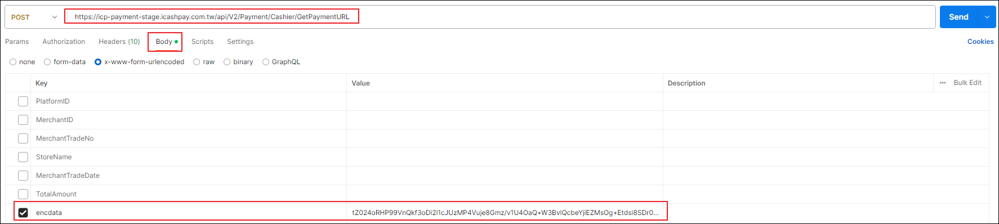 POST https://icp-payment-stage.icashpay.com.tw/api/V2/Payment/Cashier/GetPaymentURL Send
Params Authorization Headers (10) Body Scripts Settings Cookies
none form-data x-www-form-urlencoded raw binary GraphQL
Key Value Description Bulk Edit
PlatformID
MerchantID
MerchantTradeNo
StoreName
MerchantTradeDate
TotalAmount
encdata tZ024oRHP99VnQkf3oDi2I1cJUzMP4Vuje8Gmz/v1U4OaQ+W3BvlQcbeYjiEZMsOg+Etdsi8SDr0...